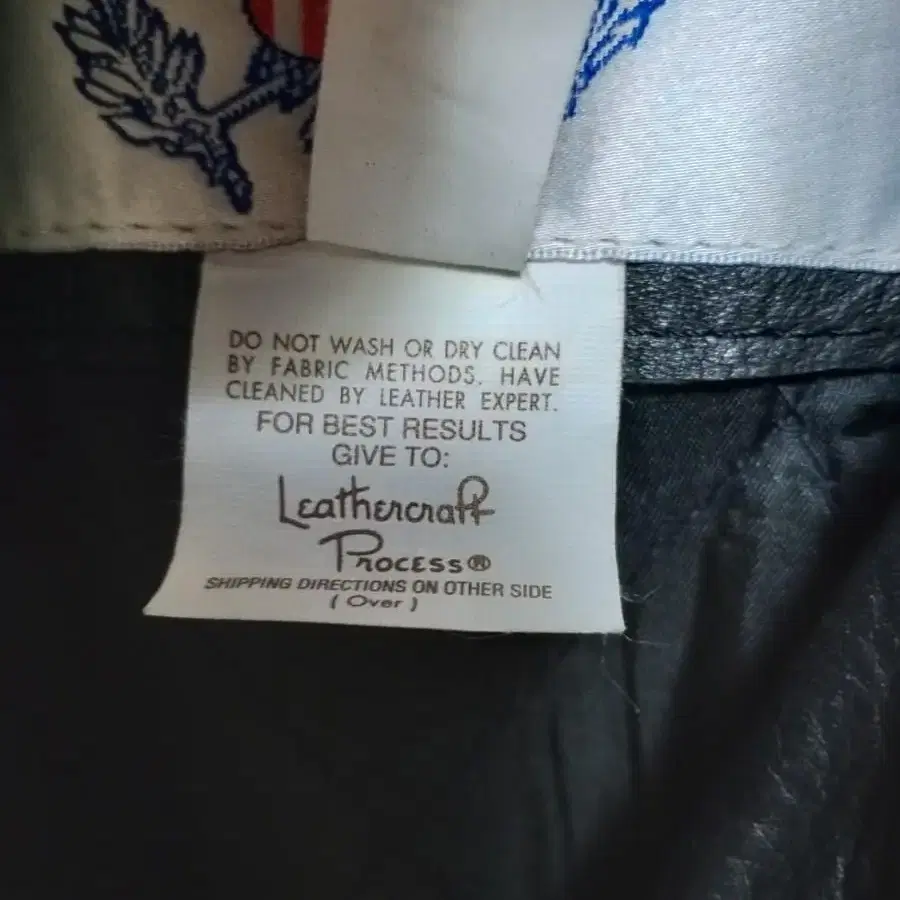 DO NOT WASH OR DRY CLEAN
BY FABRIC METHODS. HAVE
CLEANED BY LEATHER EXPERT.
FOR BEST RESULTS
GIVE TO:
Leathercraft
Process®
SHIPPING DIRECTIONS ON OTHER SIDE
( Over )